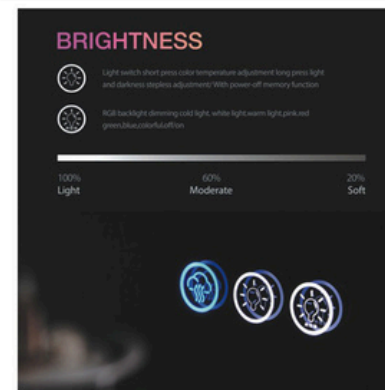 BRIGHTNESS
Light switch short press color temperature adjustment long press light
and darkness stepless adjustment/ With power-off memory function
RGB backlight dimming cold light, white light.warm light,pink.red
green,blue,colorful.off/on
100%
60%
20%
Light
Moderate
Soft